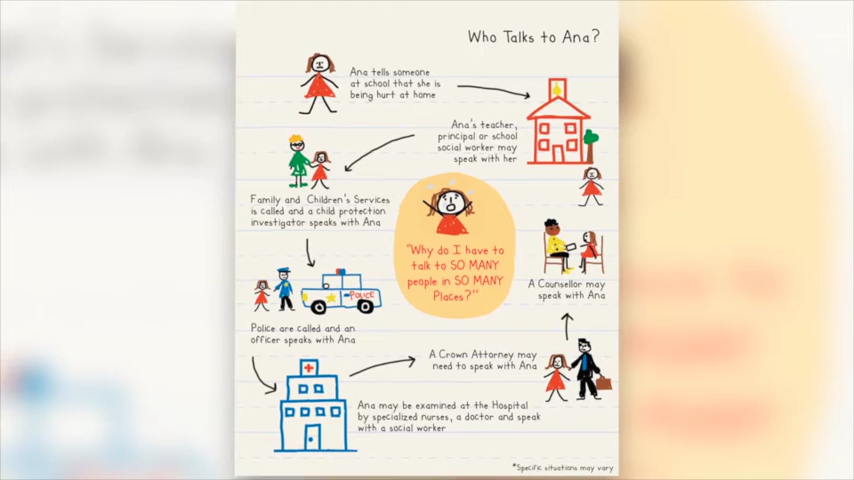 Who Talks to Ana?
Ana tells someone
at school that she is
being hurt at home
Ana's teacher,
principal or school
social worker may
speak with her
Family and Children's Services
is called and a child protection
investigator speaks with Ana
"Why do I have to
talk to SO MANY
people in SO MANY
Places?"
POLICE
Police are called and an
officer speaks with Ana
Ana may be examined at the Hospital
by specialized nurses, a doctor and speak
with a social worker
A Crown Attorney may
need to speak with Ana
A Counsellor may
speak with Ana
*Specific situations may vary